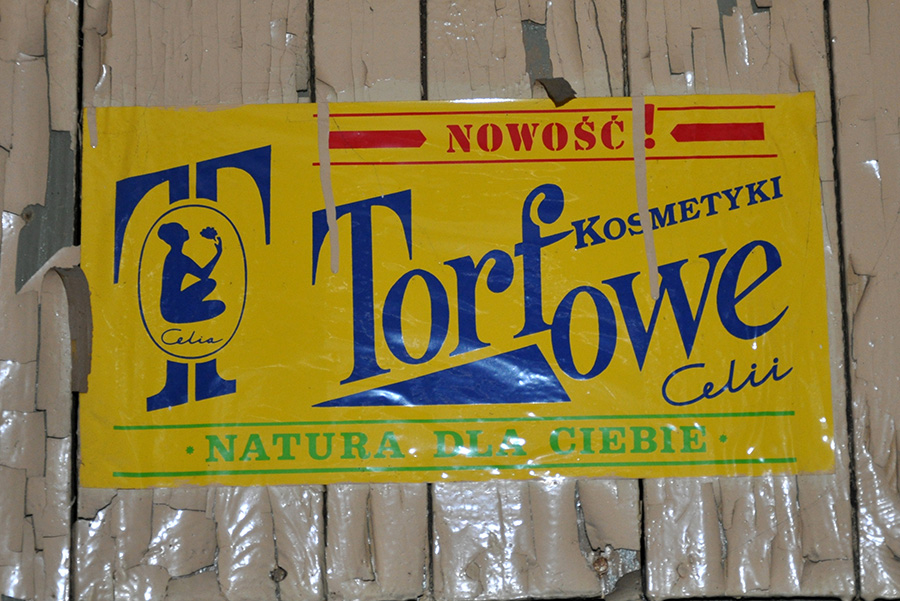 NOWOŚĆ!
KOSMETYKI
Torfowe
Celii
Celia
· NATURA DLA CIEBIE ·